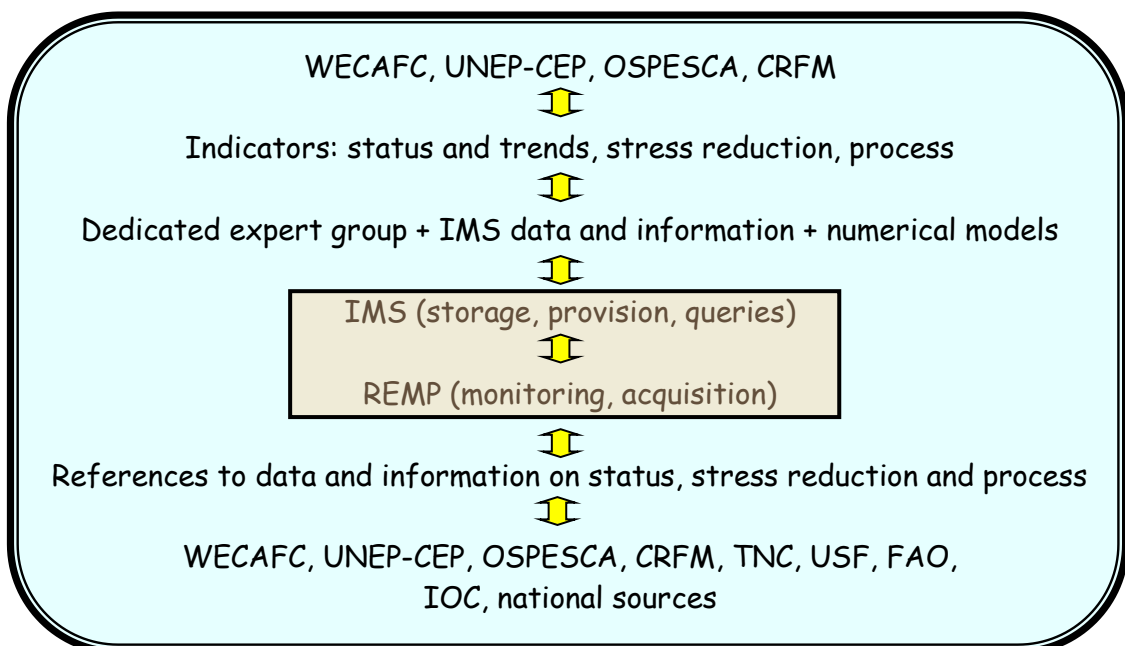 WECAFC, UNEP-CEP, OSPESCA, CRFM
Indicators: status and trends, stress reduction, process
Dedicated expert group + IMS data and information + numerical models
IMS (storage, provision, queries)
REMP (monitoring, acquisition)
References to data and information on status, stress reduction and process
WECAFC, UNEP-CEP, OSPESCA, CRFM, TNC, USF, FAO,
IOC, national sources